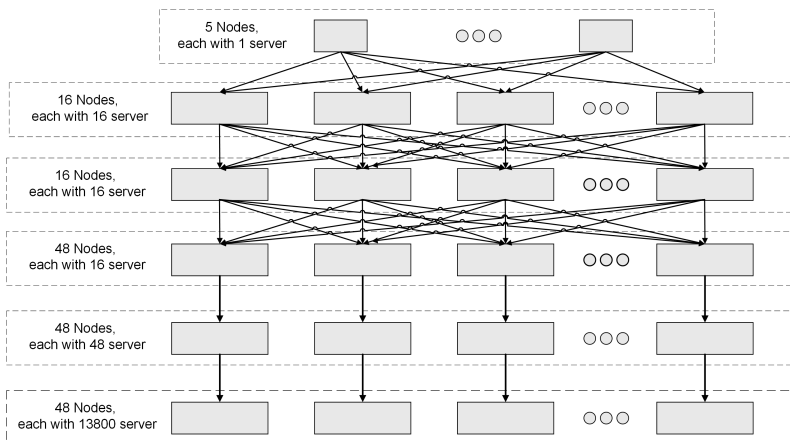 5 Nodes,
each with 1 server
16 Nodes,
each with 16 server
16 Nodes,
each with 16 server
48 Nodes,
each with 16 server
48 Nodes,
each with 48 server
48 Nodes,
each with 13800 server